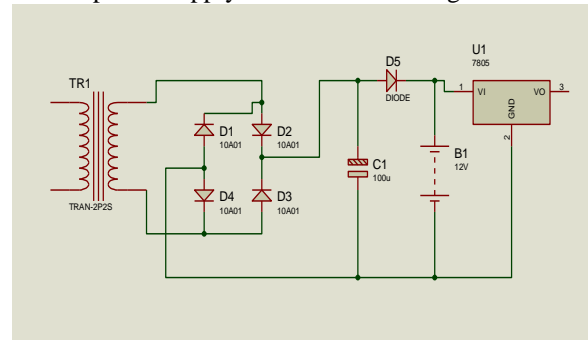 U1
7805
D5
TR1
1
VI
VO
3
DIODE
GND
2
D1
10A01
D2
10A01
B1
12V
C1
100u
D4
10A01
D3
10A01
TRAN-2P2S